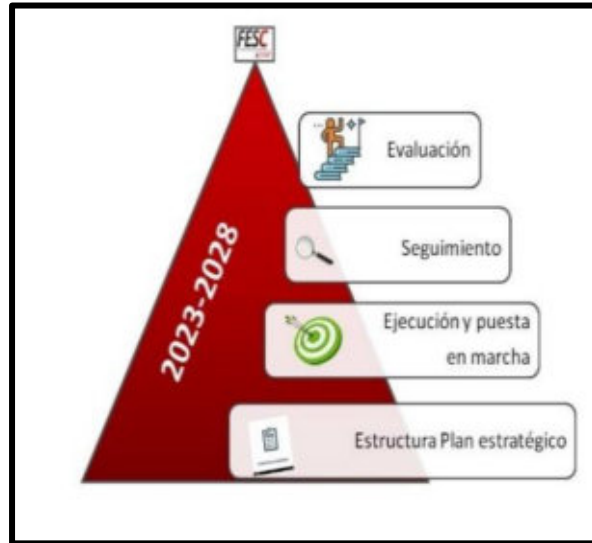 FESC
Evaluación
Seguimiento
Ejecución y puesta
en marcha
Estructura Plan estratégico
2023-2028